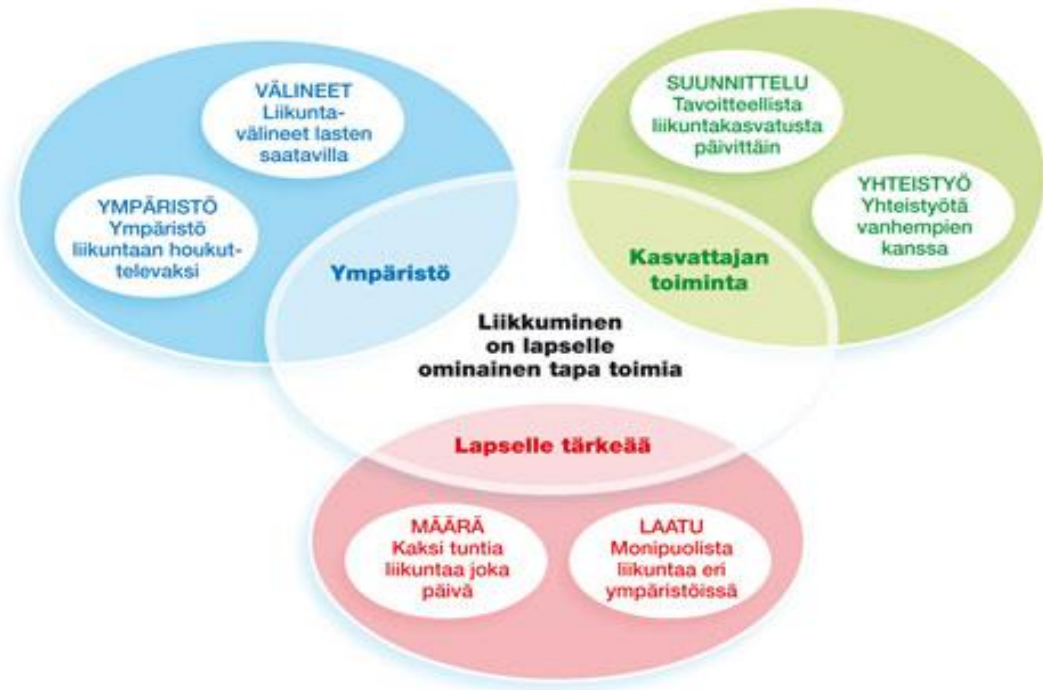 VÄLINEET
Liikunta-
välineet lasten
saatavilla
YMPÄRISTÖ
Ympäristö
liikuntaan houkut-
televaksi
Ympäristö
SUUNNITTELU
Tavoitteellista
liikuntakasvatusta
päivittäin
YHTEISTYÖ
Yhteistyötä
vanhempien
kanssa
Kasvattajan
toiminta
Liikkuminen
on lapselle
ominainen tapa toimia
Lapselle tärkeää
MÄÄRÄ
Kaksi tuntia
liikuntaa joka
päivä
LAATU
Monipuolista
liikuntaa eri
ympäristöissä